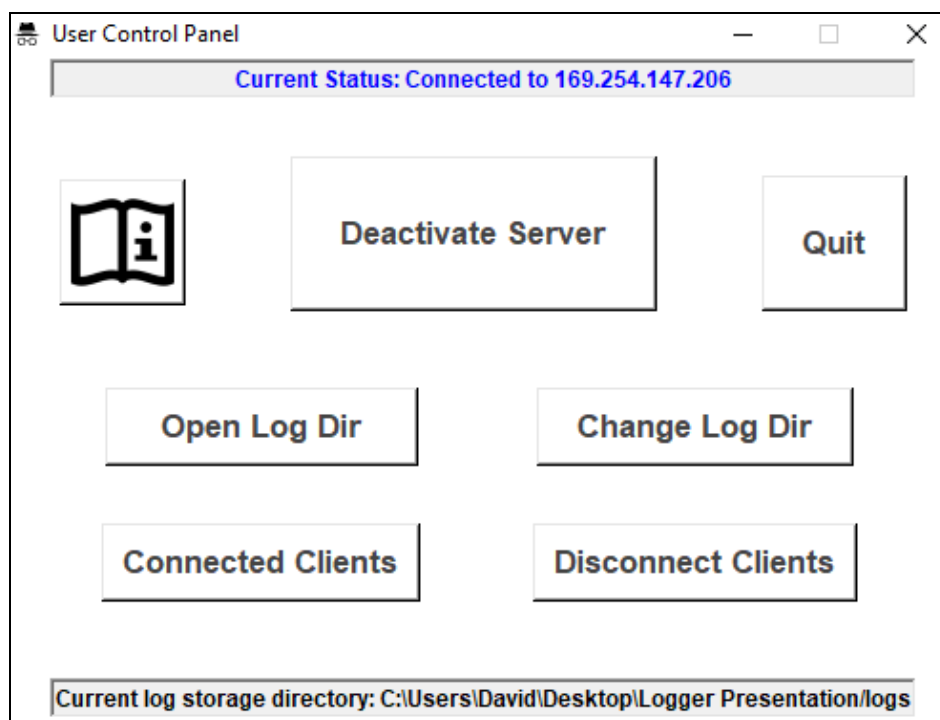 User Control Panel
Current Status: Connected to 169.254.147.206
Deactivate Server
Quit
i
Open Log Dir
Change Log Dir
Connected Clients
Disconnect Clients
Current log storage directory: C:\Users\David\Desktop\Logger Presentation/logs